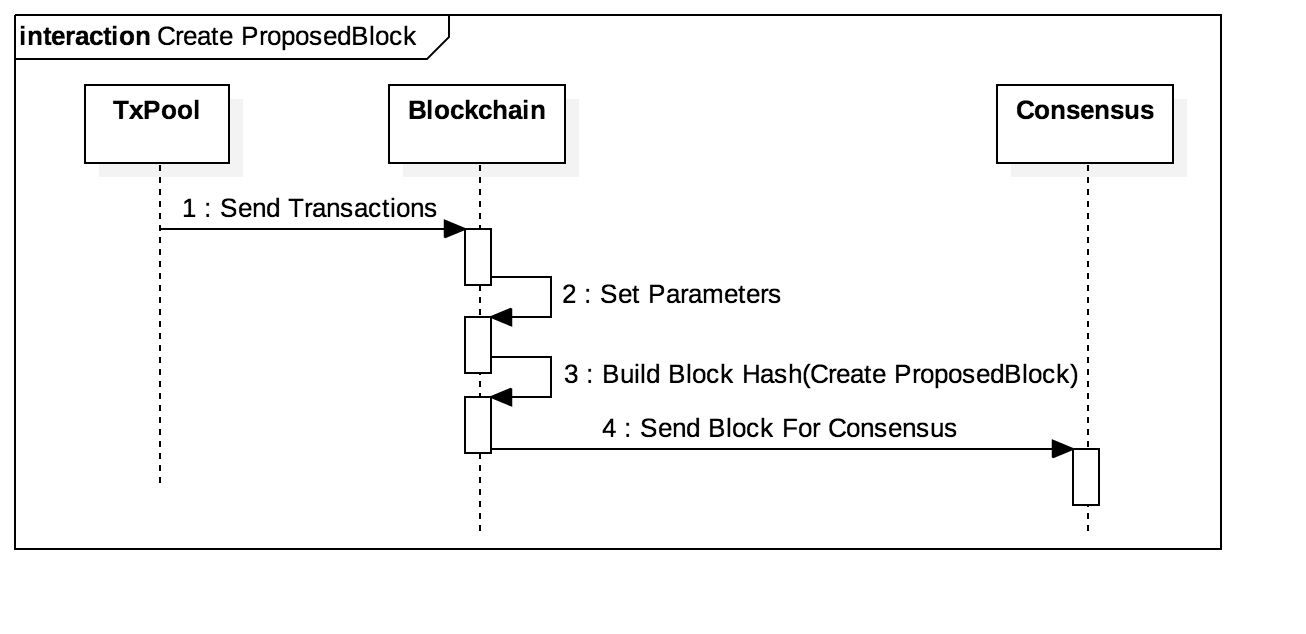 interaction Create ProposedBlock
TxPool
Blockchain
Consensus
1 : Send Transactions
2 : Set Parameters
3 : Build Block Hash(Create ProposedBlock)
4 : Send Block For Consensus